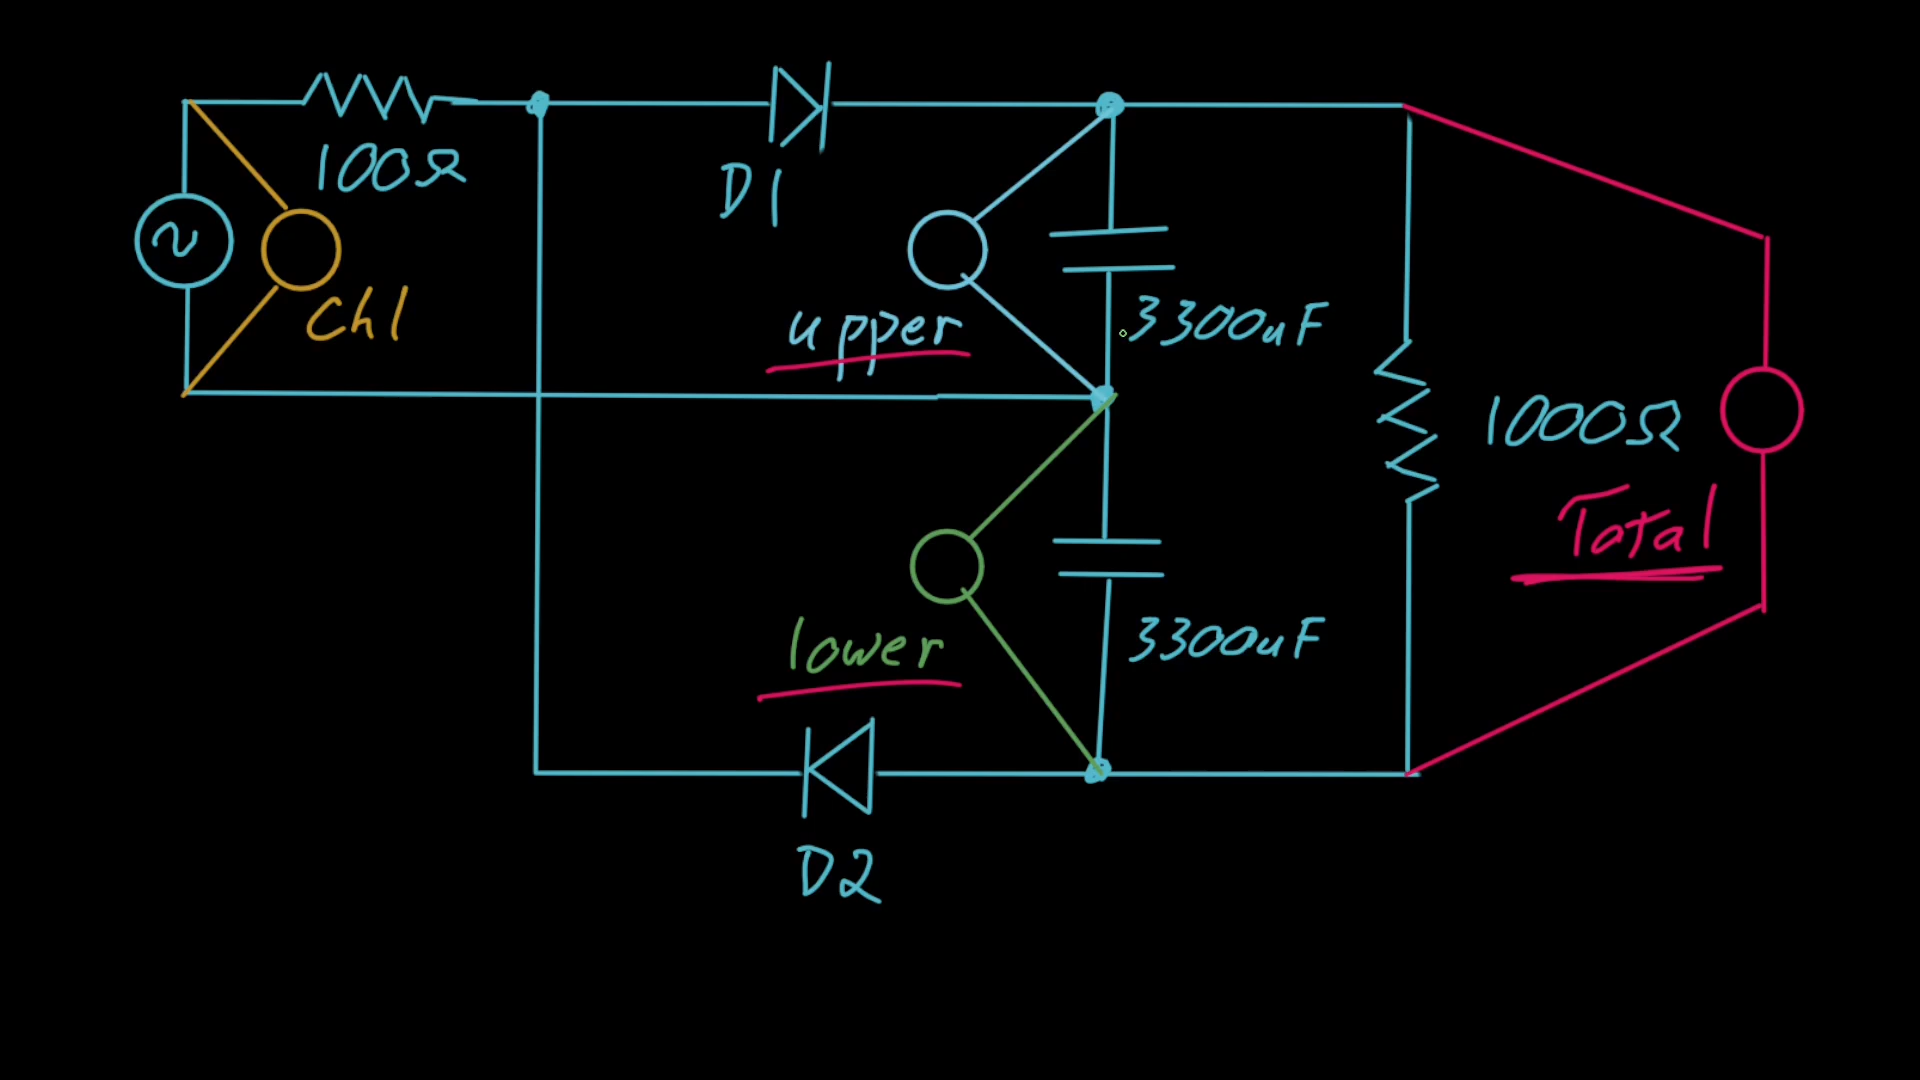 100Ω
D1
Ch1
upper
3300uF
1000Ω
Total
lower
3300uF
D2